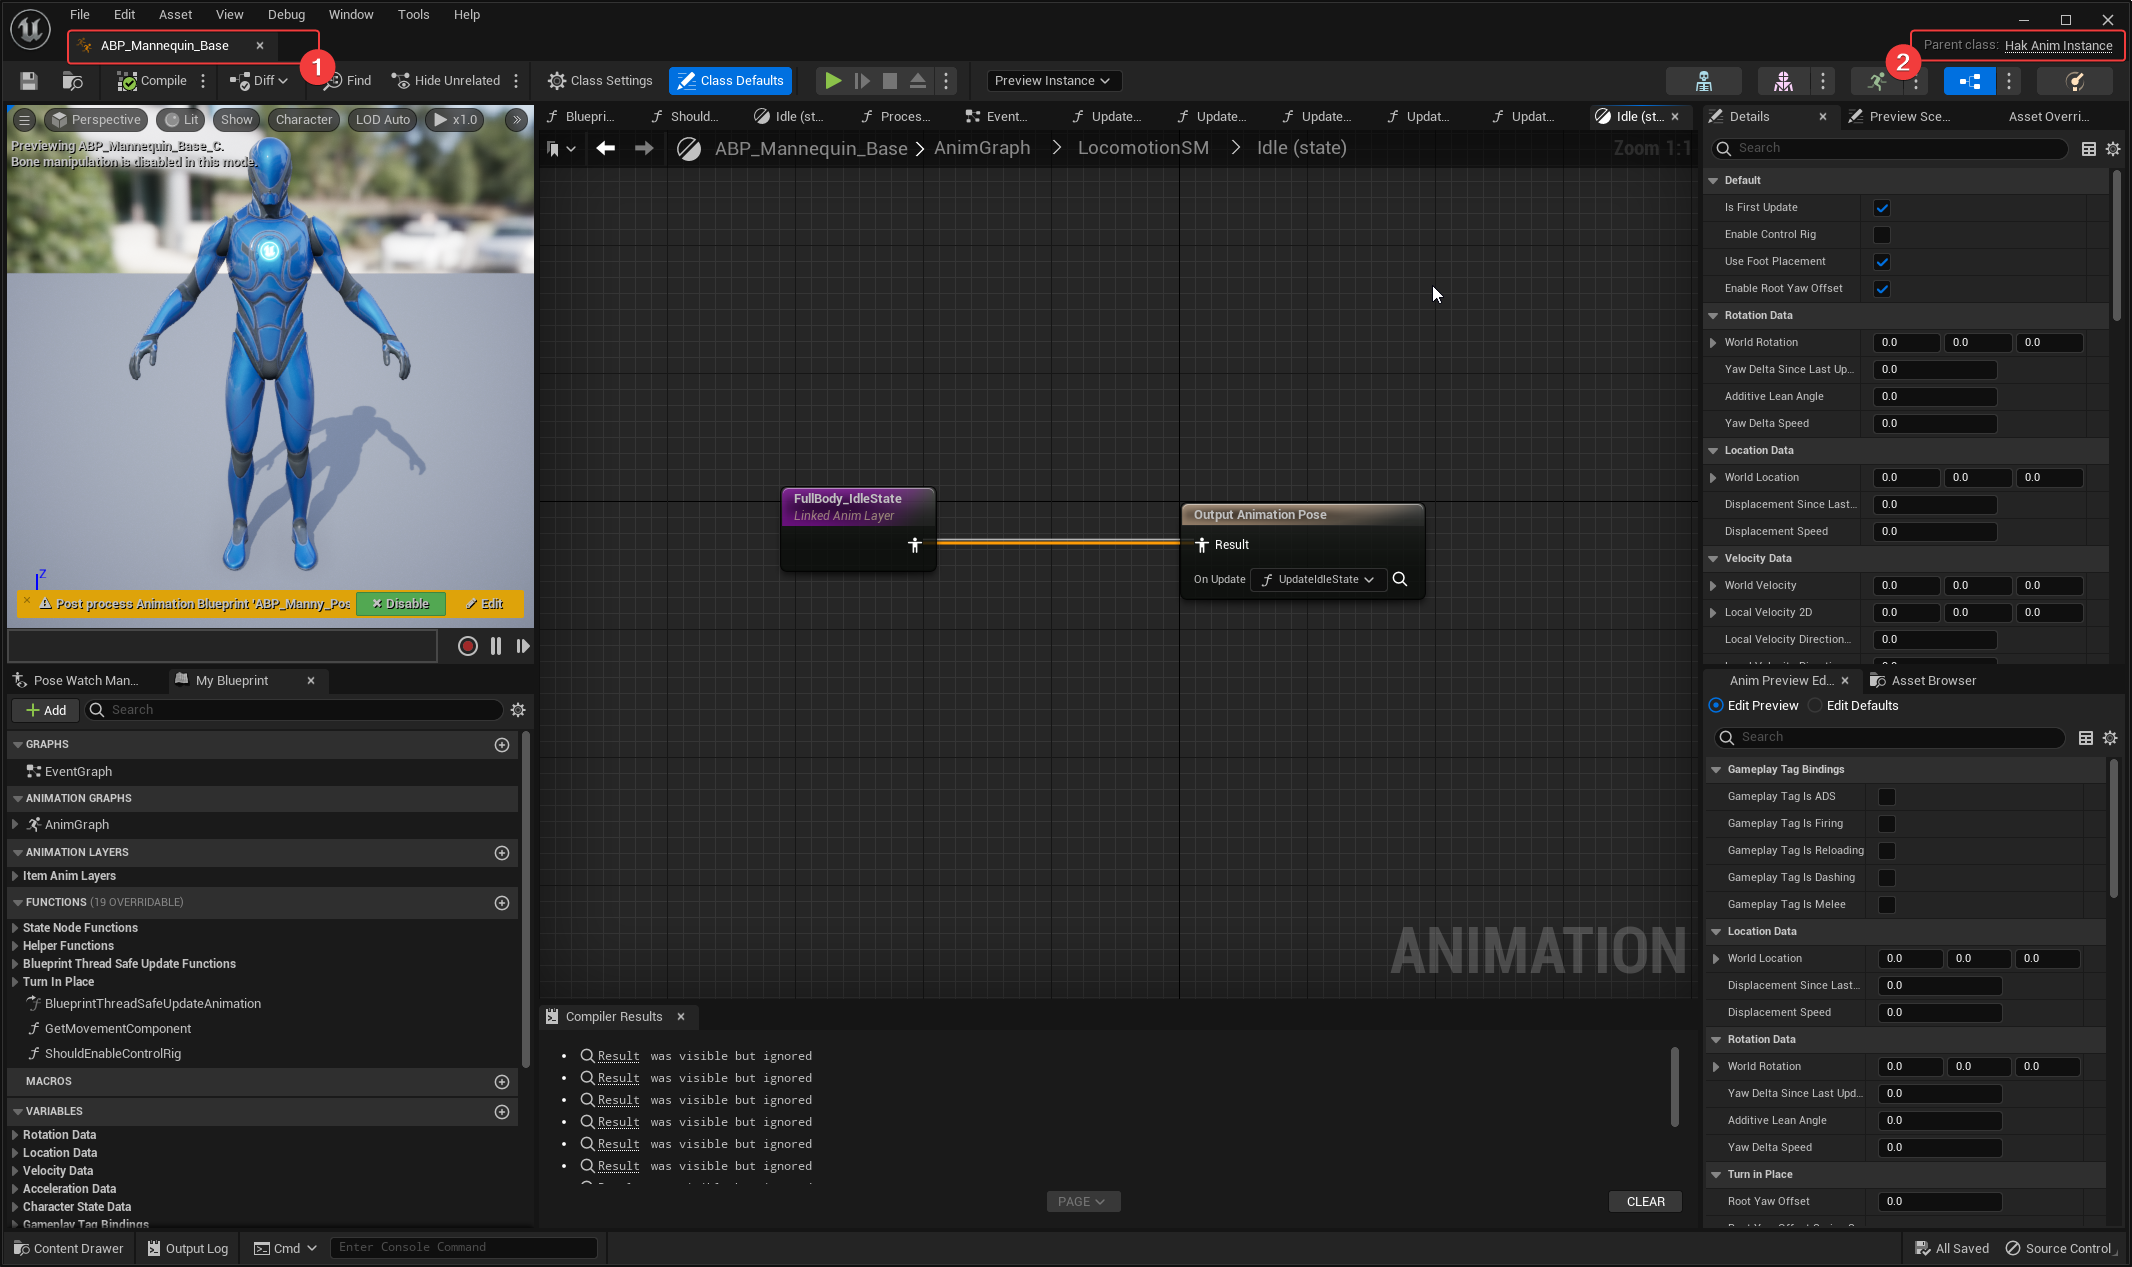 File Edit Asset View Debug Window Tools Help
ABP_Mannequin_Base
1
Parent class: Hak Anim Instance
2
Compile Diff Find Hide Unrelated Class Settings Class Defaults Preview Instance
Perspective Lit Show Character LOD Auto x1.0
Previewing ABP_Mannequin_Base_C.
Bone manipulation is disabled in this mode.
Z
Post process Animation Blueprint 'ABP_Manny_Pos Disable Edit
Pose Watch Man... My Blueprint
Add Search
GRAPHS
EventGraph
ANIMATION GRAPHS
AnimGraph
ANIMATION LAYERS
Item Anim Layers
FUNCTIONS (19 OVERRIDABLE)
State Node Functions
Helper Functions
Blueprint Thread Safe Update Functions
Turn In Place
BlueprintThreadSafeUpdateAnimation
GetMovementComponent
ShouldEnableControlRig
MACROS
VARIABLES
Rotation Data
Location Data
Velocity Data
Acceleration Data
Character State Data
Gameplay Tag Bindings
Bluepri... Should... Idle (st... Proces... Event... Update... Update... Update... Updat... Updat... Idle (st...
ABP_Mannequin_Base > AnimGraph > LocomotionSM > Idle (state) Zoom 1:1
FullBody_IdleState
Linked Anim Layer
Output Animation Pose
Result
On Update UpdateIdleState
ANIMATION
Compiler Results
Result was visible but ignored
Result was visible but ignored
Result was visible but ignored
Result was visible but ignored
Result was visible but ignored
Result was visible but ignored
PAGE CLEAR
Details Preview Sce... Asset Overri...
Search
Default
Is First Update
Enable Control Rig
Use Foot Placement
Enable Root Yaw Offset
Rotation Data
World Rotation 0.0 0.0 0.0
Yaw Delta Since Last Up... 0.0
Additive Lean Angle 0.0
Yaw Delta Speed 0.0
Location Data
World Location 0.0 0.0 0.0
Displacement Since Last... 0.0
Displacement Speed 0.0
Velocity Data
World Velocity 0.0 0.0 0.0
Local Velocity 2D 0.0 0.0 0.0
Local Velocity Direction... 0.0
Anim Preview Ed... Asset Browser
Edit Preview Edit Defaults
Search
Gameplay Tag Bindings
Gameplay Tag Is ADS
Gameplay Tag Is Firing
Gameplay Tag Is Reloading
Gameplay Tag Is Dashing
Gameplay Tag Is Melee
Location Data
World Location 0.0 0.0 0.0
Displacement Since Last... 0.0
Displacement Speed 0.0
Rotation Data
World Rotation 0.0 0.0 0.0
Yaw Delta Since Last Upd... 0.0
Additive Lean Angle 0.0
Yaw Delta Speed 0.0
Turn in Place
Root Yaw Offset 0.0
Content Drawer Output Log Cmd Enter Console Command All Saved Source Control